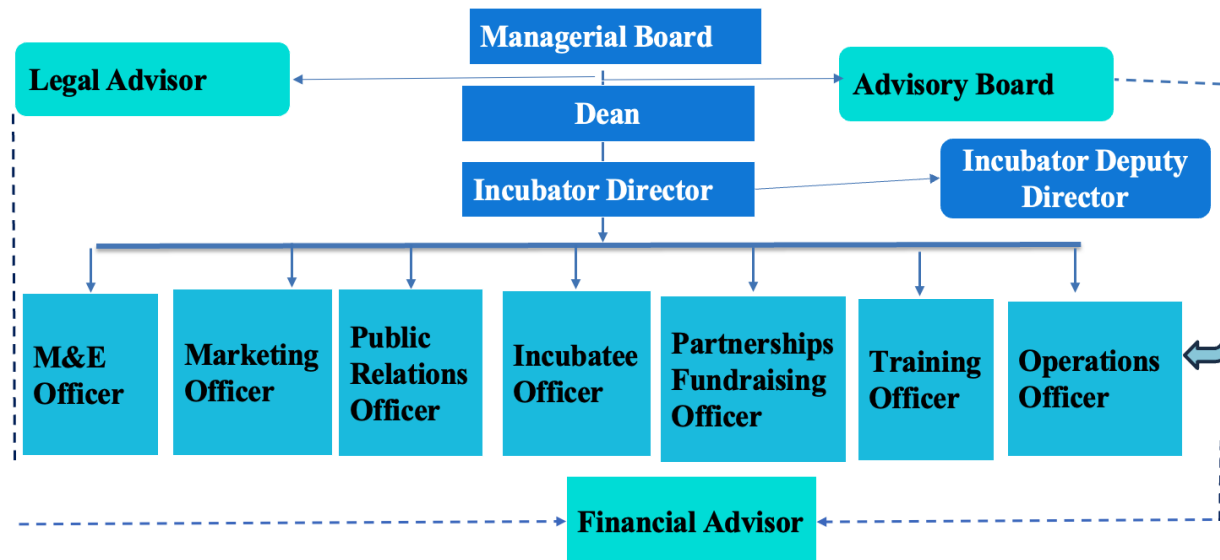 Managerial Board
Legal Advisor
Advisory Board
Dean
Incubator Director
Incubator Deputy
Director
M&E
Officer
Marketing
Officer
Public
Relations
Officer
Incubatee
Officer
Partnerships
Fundraising
Officer
Training
Officer
Operations
Officer
Financial Advisor